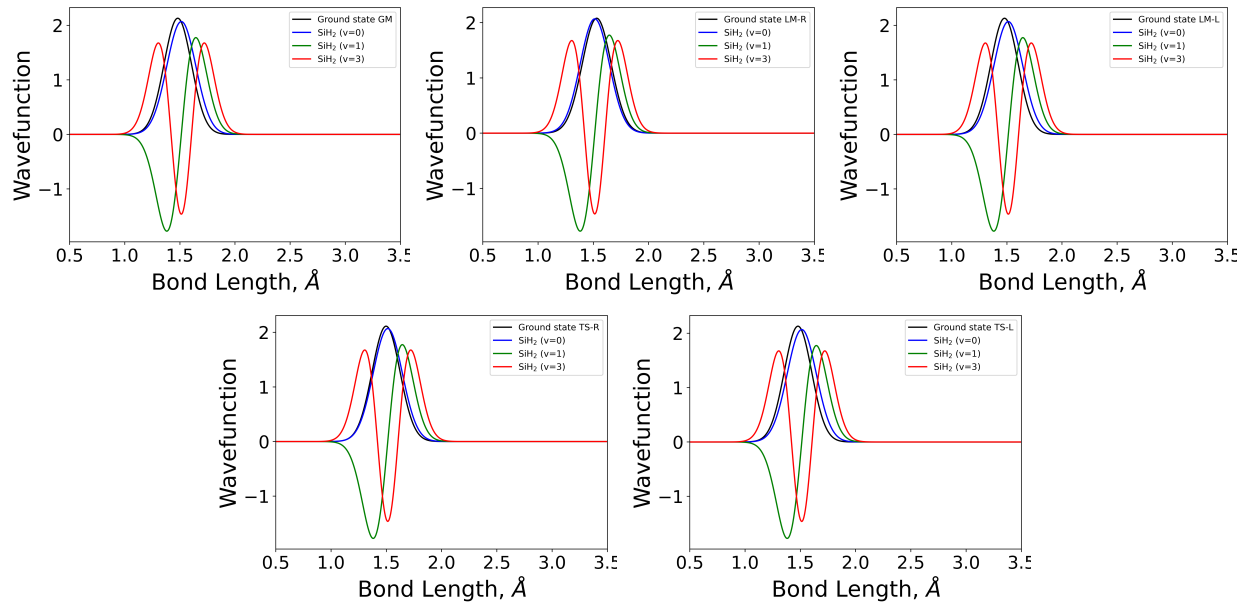 Ground state GM
SiH₂ (v=0)
SiH₂ (v=1)
SiH₂ (v=3)
2
1
0
−1
Wavefunction
0.5 1.0 1.5 2.0 2.5 3.0 3.5
Bond Length, Å
Ground state LM-R
SiH₂ (v=0)
SiH₂ (v=1)
SiH₂ (v=3)
2
1
0
−1
Wavefunction
0.5 1.0 1.5 2.0 2.5 3.0 3.5
Bond Length, Å
Ground state LM-L
SiH₂ (v=0)
SiH₂ (v=1)
SiH₂ (v=3)
2
1
0
−1
Wavefunction
0.5 1.0 1.5 2.0 2.5 3.0 3.5
Bond Length, Å
Ground state TS-R
SiH₂ (v=0)
SiH₂ (v=1)
SiH₂ (v=3)
2
1
0
−1
Wavefunction
0.5 1.0 1.5 2.0 2.5 3.0 3.5
Bond Length, Å
Ground state TS-L
SiH₂ (v=0)
SiH₂ (v=1)
SiH₂ (v=3)
2
1
0
−1
Wavefunction
0.5 1.0 1.5 2.0 2.5 3.0 3.5
Bond Length, Å